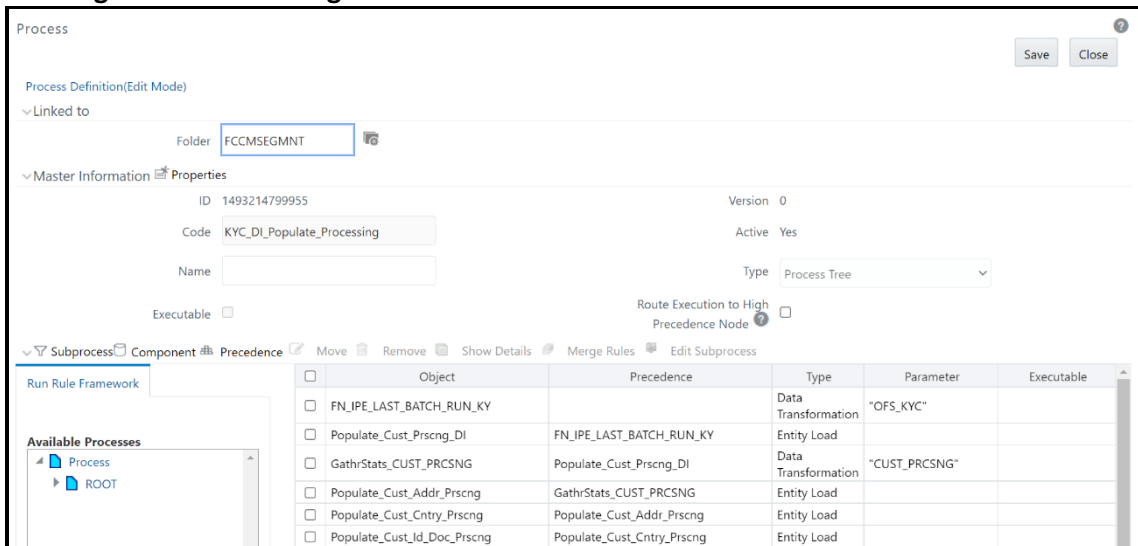 Process
Save Close
Process Definition(Edit Mode)
Linked to
Folder FCCMSEGMNT
Master Information Properties
ID 1493214799955 Version 0
Code KYC_DI_Populate_Processing Active Yes
Name Type Process Tree
Executable Route Execution to High
Precedence Node
Subprocess Component Precedence Move Remove Show Details Merge Rules Edit Subprocess
Run Rule Framework
Available Processes
Process
ROOT
Object Precedence Type Parameter Executable
FN_IPE_LAST_BATCH_RUN_KY Data
Transformation "OFS_KYC"
Populate_Cust_Prscng_DI FN_IPE_LAST_BATCH_RUN_KY Entity Load
GathrStats_CUST_PRCSNG Populate_Cust_Prscng_DI Data
Transformation "CUST_PRCSNG"
Populate_Cust_Addr_Prscng GathrStats_CUST_PRCSNG Entity Load
Populate_Cust_Cntry_Prscng Populate_Cust_Addr_Prscng Entity Load
Populate_Cust_Id_Doc_Prscng Populate_Cust_Cntry_Prscng Entity Load